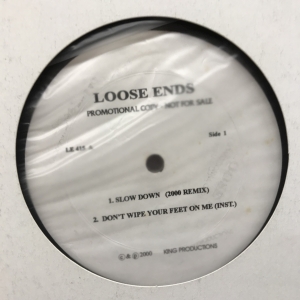 LOOSE ENDS
PROMOTIONAL COPY - NOT FOR SALE
Side 1
1. SLOW DOWN (2000 REMIX)
2. DON'T WIPE YOUR FEET ON ME (INST.)
© & ℗ 2000 KING PRODUCTIONS